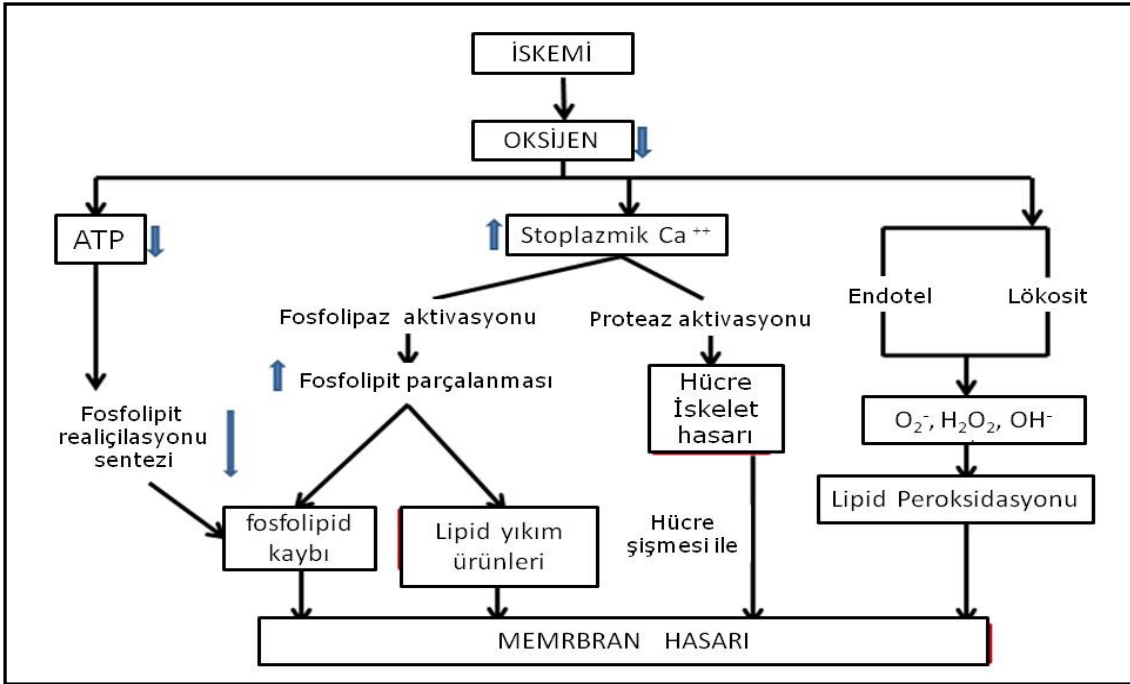 İSKEMİ
OKSİJEN
ATP
Stoplazmik Ca ++
Endotel
Lökosit
Fosfolipaz aktivasyonu
Proteaz aktivasyonu
Fosfolipit parçalanması
Hücre
İskelet
hasarı
Fosfolipit
realiçilasyonu
sentezi
O2-, H2O2, OH-
Lipid Peroksidasyonu
fosfolipid
kaybı
Lipid yıkım
ürünleri
Hücre
şişmesi ile
MEMRBRAN HASARI